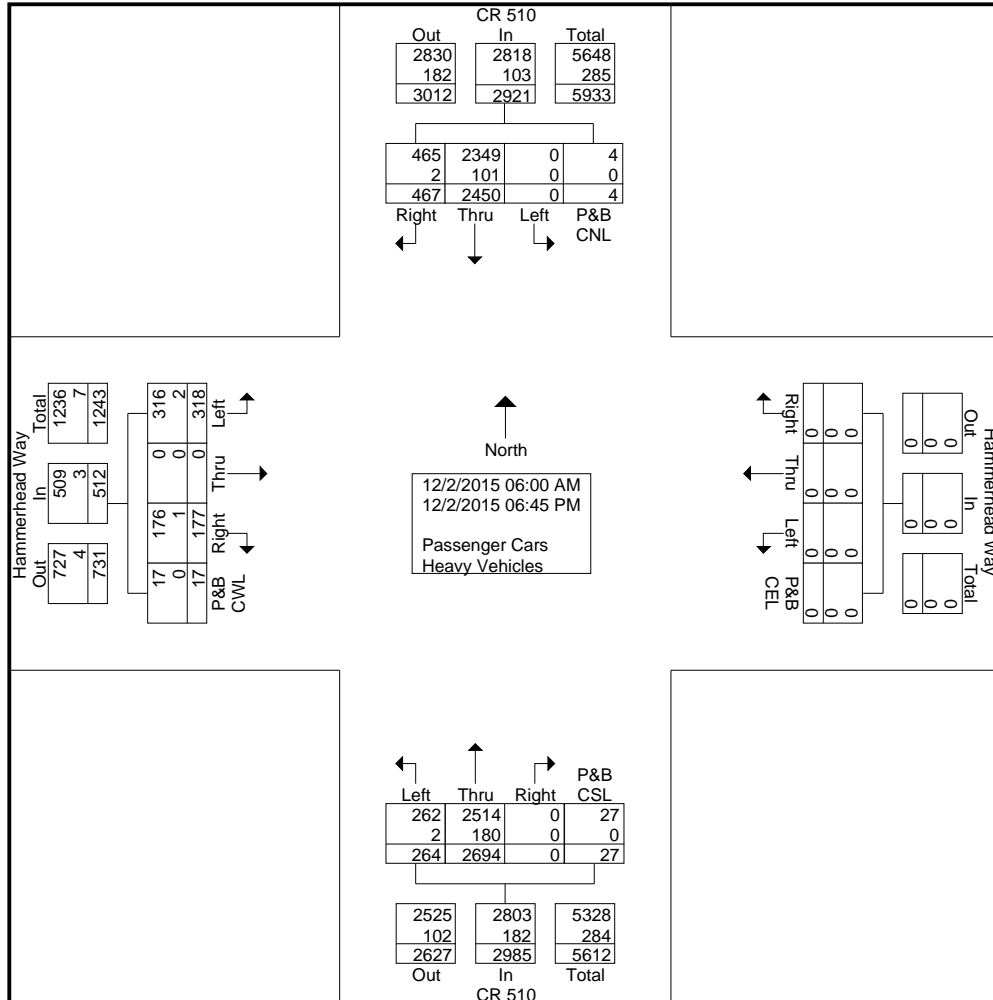 CR 510
Out In Total
2830 2818 5648
182 103 285
3012 2921 5933
465 2349 0 4
2 101 0 0
467 2450 0 4
Right Thru Left P&B
CNL
Hammerhead Way
Total In Out
1236 509 727
7 3 4
1243 512 731
316 0 176 17
2 0 1 0
318 0 177 17
Left Thru Right P&B
CWL
North
12/2/2015 06:00 AM
12/2/2015 06:45 PM
Passenger Cars
Heavy Vehicles
Hammerhead Way
Out In Total
0 0 0
0 0 0
0 0 0
0 0 0 0
0 0 0 0
0 0 0 0
Right Thru Left P&B
CEL
P&B
Left Thru Right CSL
262 2514 0 27
2 180 0 0
264 2694 0 27
2525 2803 5328
102 182 284
2627 2985 5612
Out In Total
CR 510